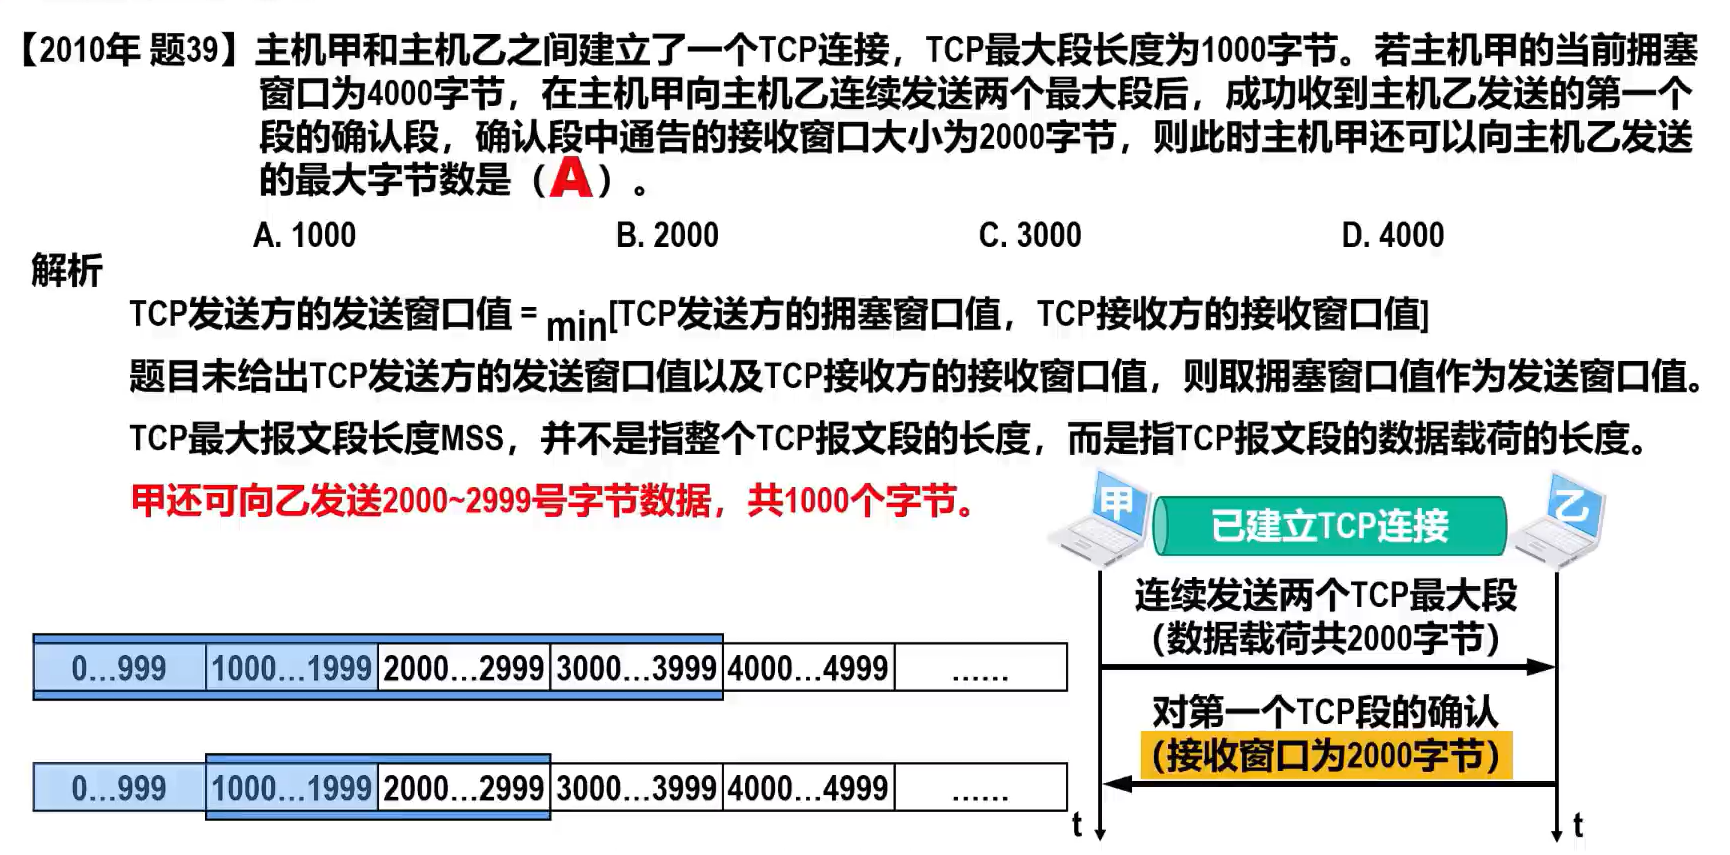 【2010年 题39】主机甲和主机乙之间建立了一个TCP连接，TCP最大段长度为1000字节。若主机甲的当前拥塞
窗口为4000字节，在主机甲向主机乙连续发送两个最大段后，成功收到主机乙发送的第一个
段的确认段，确认段中通告的接收窗口大小为2000字节，则此时主机甲还可以向主机乙发送
的最大字节数是（A）。
A. 1000 B. 2000 C. 3000 D. 4000
解析
TCP发送方的发送窗口值 = min[TCP发送方的拥塞窗口值，TCP接收方的接收窗口值]
题目未给出TCP发送方的发送窗口值以及TCP接收方的接收窗口值，则取拥塞窗口值作为发送窗口值。
TCP最大报文段长度MSS，并不是指整个TCP报文段的长度，而是指TCP报文段的数据载荷的长度。
甲还可向乙发送2000~2999号字节数据，共1000个字节。
甲 已建立TCP连接 乙
连续发送两个TCP最大段
（数据载荷共2000字节）
0...999 1000...1999 2000...2999 3000...3999 4000...4999 ......
对第一个TCP段的确认
（接收窗口为2000字节）
0...999 1000...1999 2000...2999 3000...3999 4000...4999 ......
t t